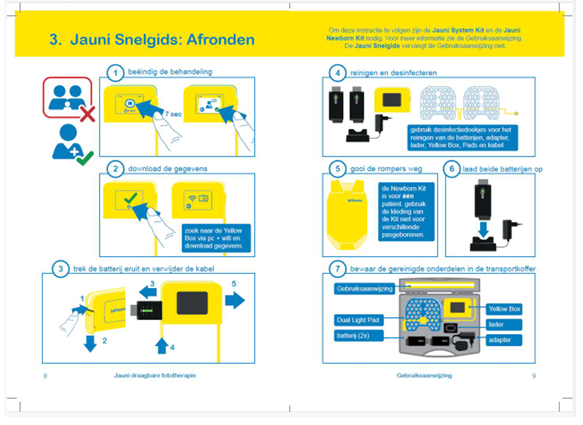 3. Jauni Snelgids: Afronden
Om deze instructie te volgen zijn de Jauni System Kit en de Jauni
Newborn Kit nodig. Voor meer informatie zie de Gebruiksaanwijzing.
De Jauni Snelgids vervangt de Gebruiksaanwijzing niet.
1 beëindig de behandeling
7 sec
2 download de gegevens
zoek naar de Yellow
Box via pc + wifi en
download gegevens
3 trek de batterij eruit en verwijder de kabel
1
2
3
4
5
8
Jauni draagbare fototherapie
4 reinigen en desinfecteren
gebruik desinfectiedoekjes voor het
reinigen van de batterijen, adapter,
lader, Yellow Box, Pads en kabel
5 gooi de rompers weg
de Newborn Kit
is voor één
patiënt. gebruik
de kleding van
de Kit niet voor
verschillende
pasgeborenen.
6 laad beide batterijen op
7 bewaar de gereinigde onderdelen in de transportkoffer
Gebruiksaanwijzing
Yellow Box
Dual Light Pad
lader
batterij (2x)
adapter
Gebruiksaanwijzing
9